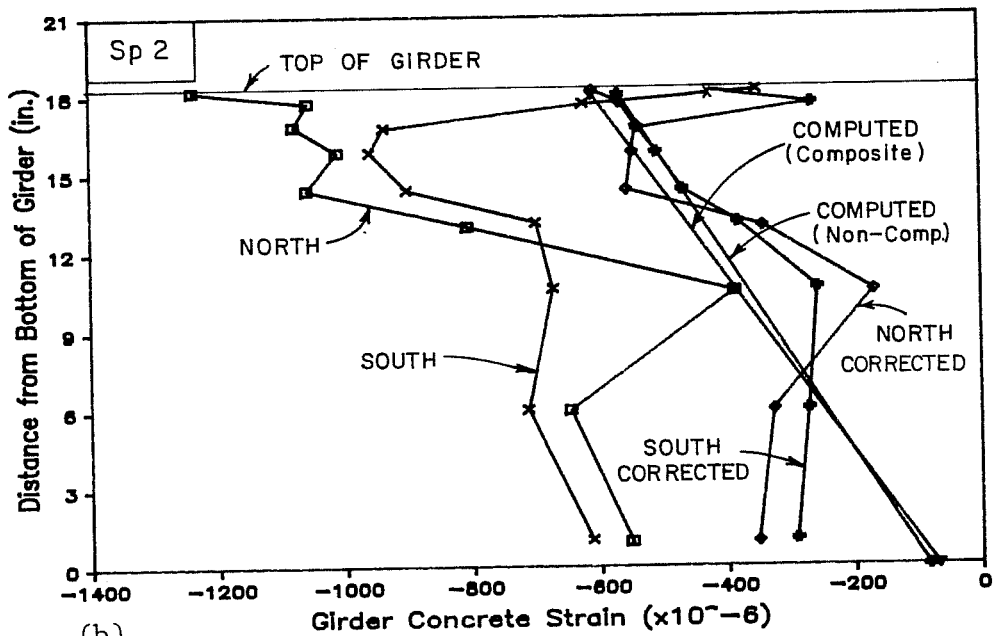 21
Sp 2
TOP OF GIRDER
18
COMPUTED
(Composite)
15
COMPUTED
(Non-Comp.)
NORTH
12
9
NORTH
CORRECTED
SOUTH
6
SOUTH
CORRECTED
3
0
-1400
-1200
-1000
-800
-600
-400
-200
0
Distance from Bottom of Girder (in.)
Girder Concrete Strain (x10^-6)
(b)